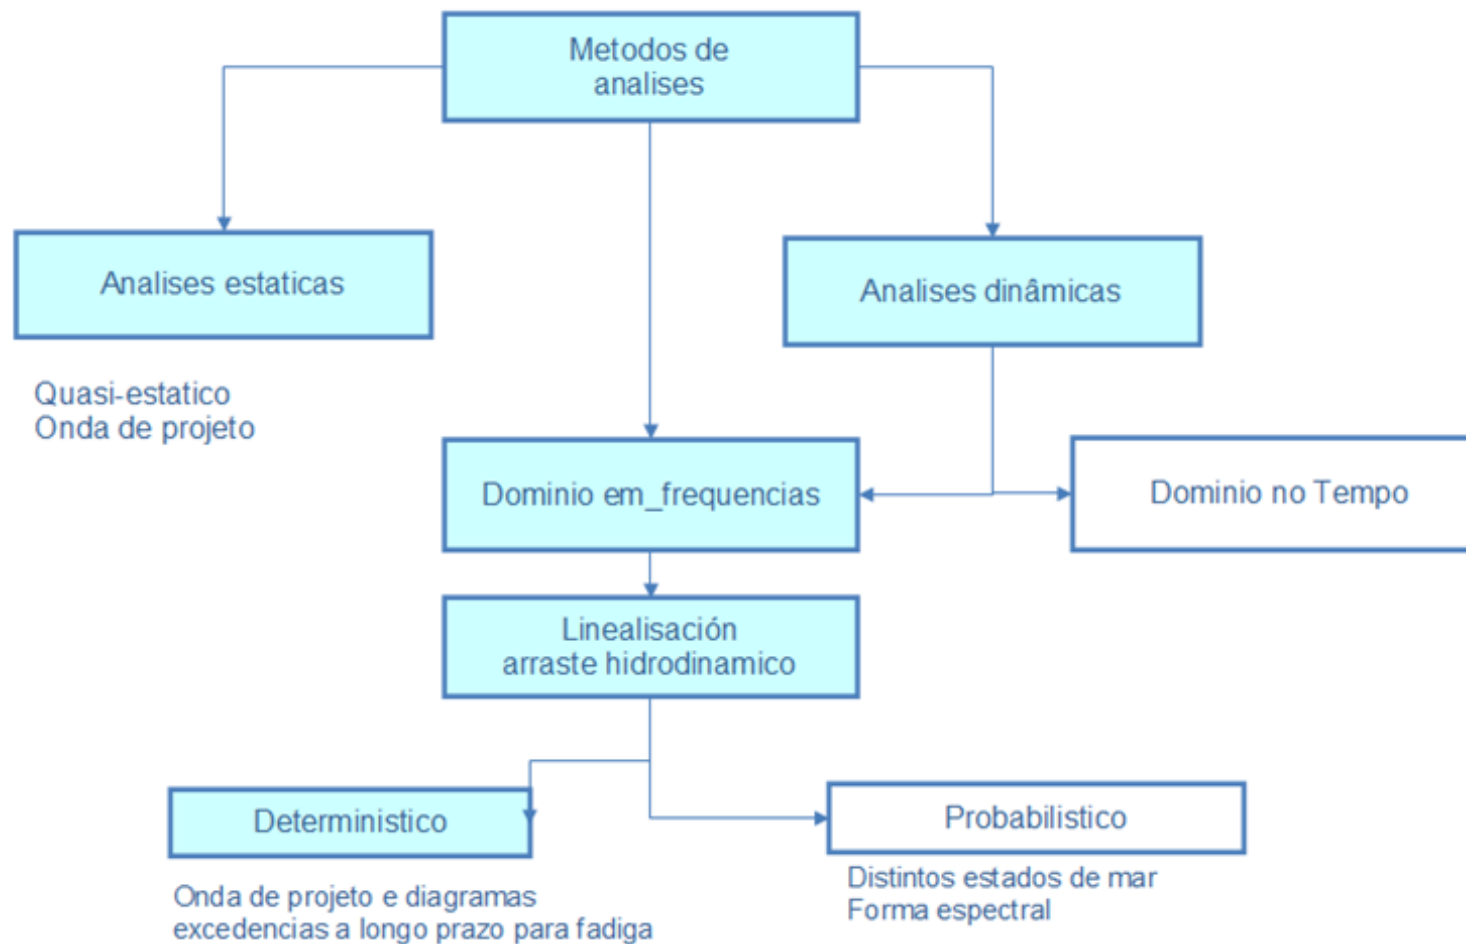 Metodos de
analises
Analises estaticas
Analises dinâmicas
Quasi-estatico
Onda de projeto
Dominio em_frequencias
Dominio no Tempo
Linealisación
arraste hidrodinamico
Deterministico
Probabilistico
Onda de projeto e diagramas
excedencias a longo prazo para fadiga
Distintos estados de mar
Forma espectral